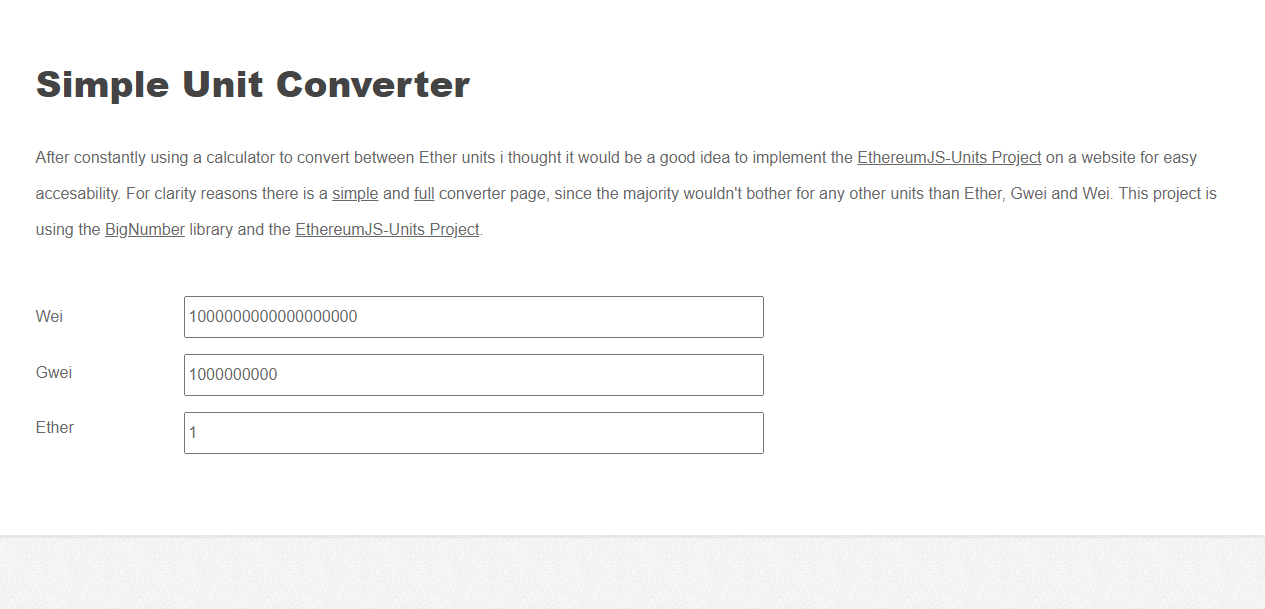 Simple Unit Converter
After constantly using a calculator to convert between Ether units i thought it would be a good idea to implement the EthereumJS-Units Project on a website for easy
accesability. For clarity reasons there is a simple and full converter page, since the majority wouldn't bother for any other units than Ether, Gwei and Wei. This project is
using the BigNumber library and the EthereumJS-Units Project.
Wei 1000000000000000000
Gwei 1000000000
Ether 1